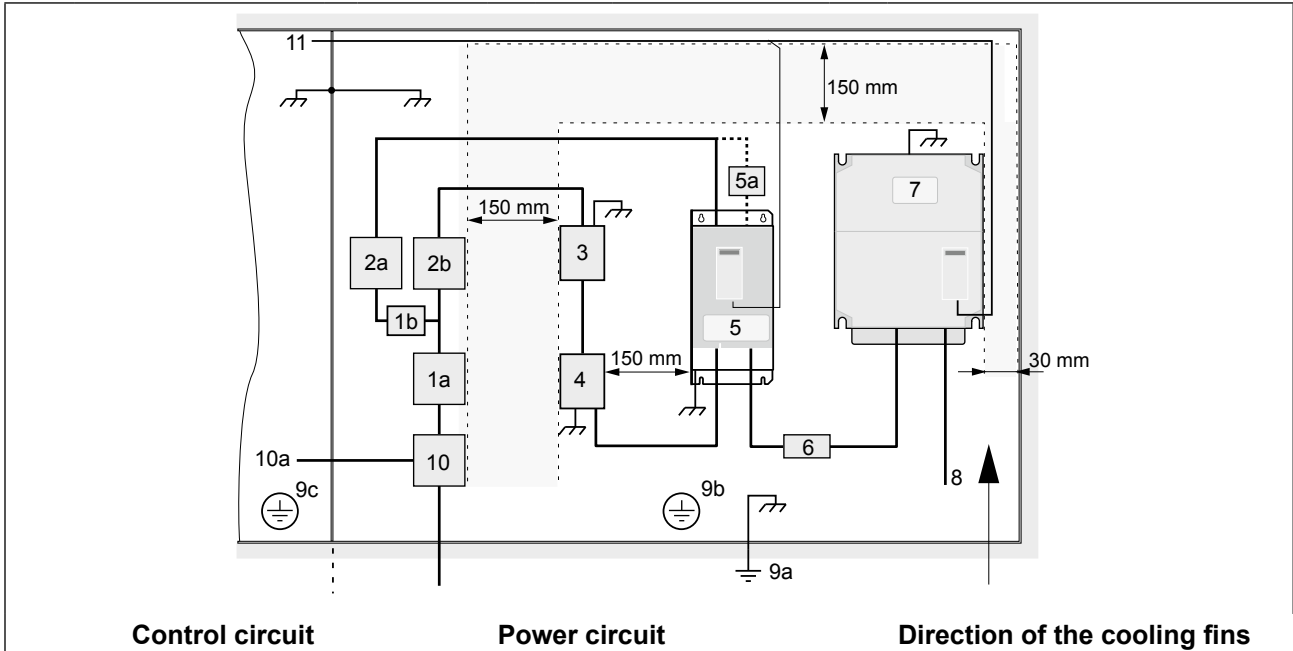 11
150 mm
5a
7
150 mm
2a
2b
3
1b
5
1a
4
150 mm
30 mm
6
10a
10
8
9c
9b
9a
Control circuit
Power circuit
Direction of the cooling fins